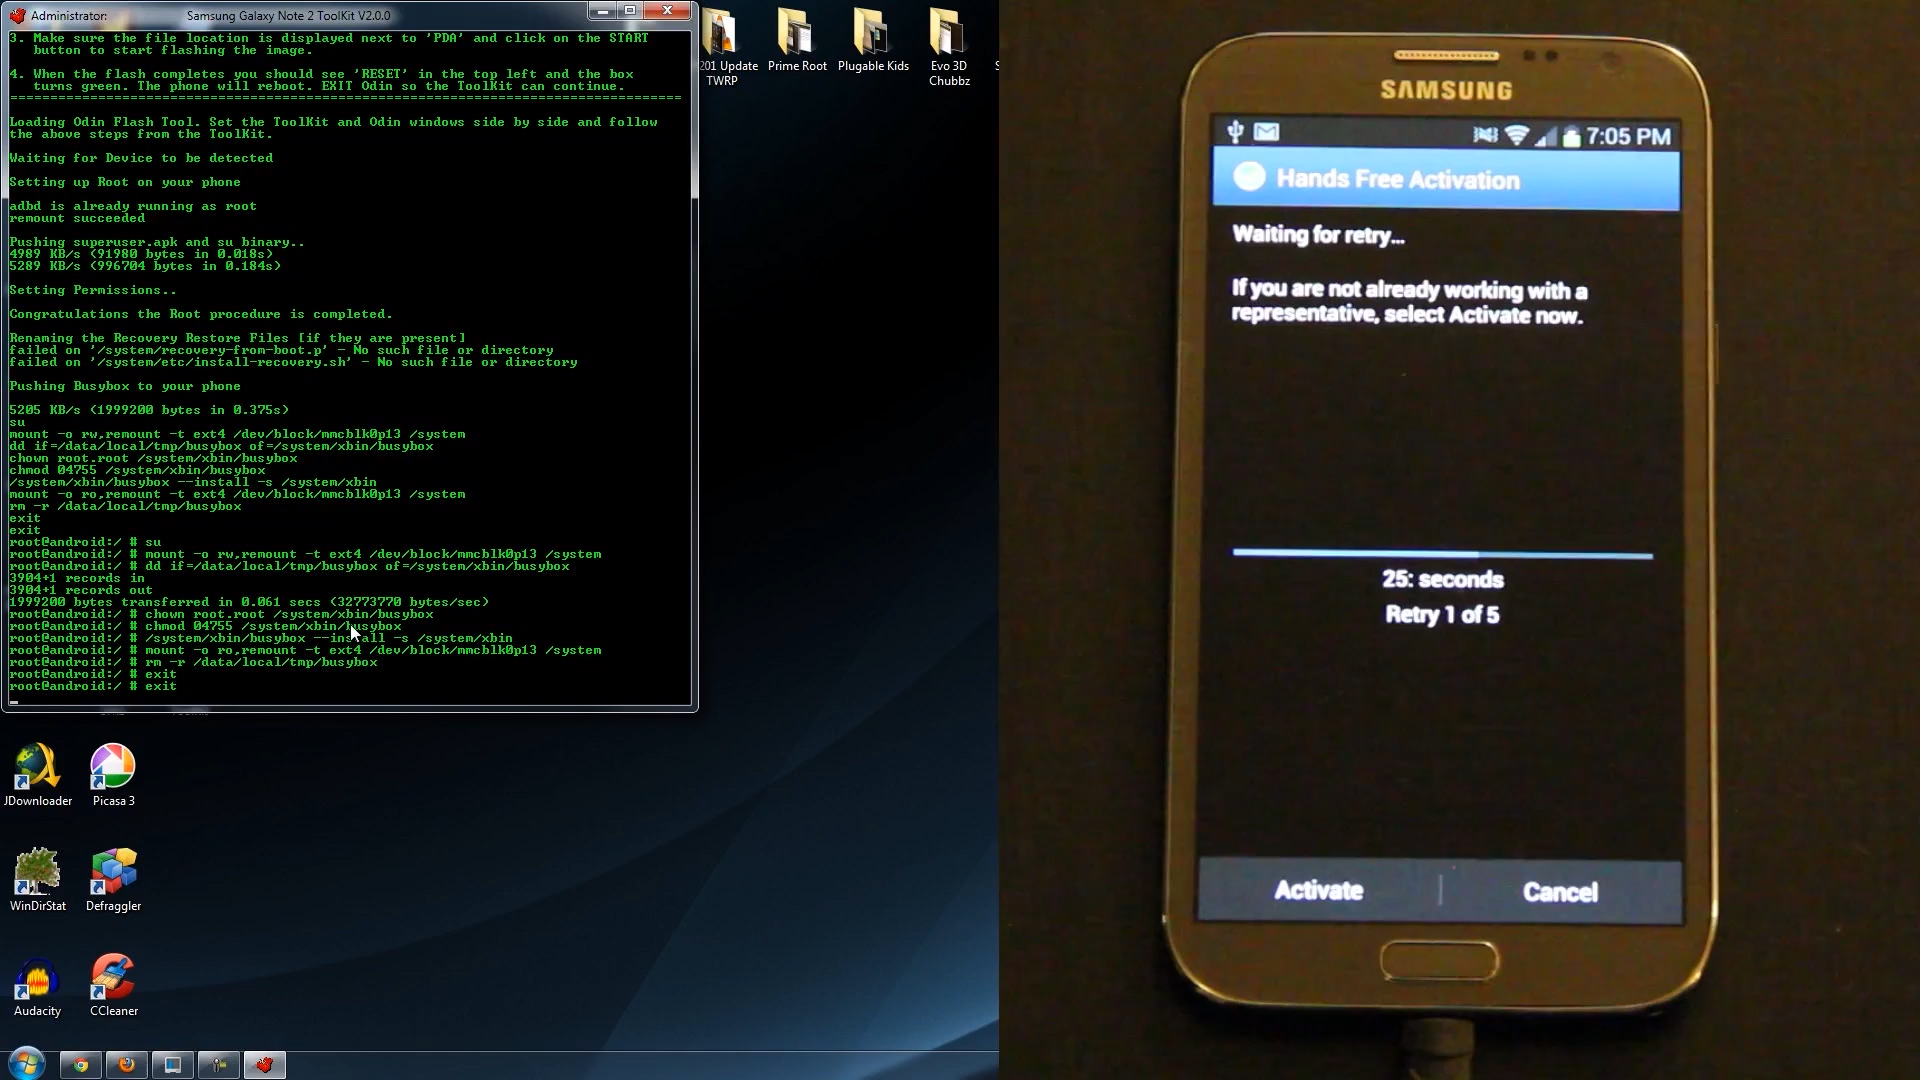 Administrator: Samsung Galaxy Note 2 ToolKit V2.0.0
3. Make sure the file location is displayed next to 'PDA' and click on the START
button to start flashing the image.
4. When the flash completes you should see 'RESET' in the top left and the box
turns green. The phone will reboot. EXIT Odin so the ToolKit can continue.
================================================================================
Loading Odin Flash Tool. Set the ToolKit and Odin windows side by side and follow
the above steps from the ToolKit.
Waiting for Device to be detected
Setting up Root on your phone
adbd is already running as root
remount succeeded
Pushing superuser.apk and su binary..
4989 KB/s (91980 bytes in 0.018s)
5289 KB/s (996704 bytes in 0.184s)
Setting Permissions..
Congratulations the Root procedure is completed.
Renaming the Recovery Restore Files [if they are present]
failed on '/system/recovery-from-boot.p' - No such file or directory
failed on '/system/etc/install-recovery.sh' - No such file or directory
Pushing Busybox to your phone
5205 KB/s (1999200 bytes in 0.375s)
su
mount -o rw,remount -t ext4 /dev/block/mmcblk0p13 /system
dd if=/data/local/tmp/busybox of=/system/xbin/busybox
chown root.root /system/xbin/busybox
chmod 04755 /system/xbin/busybox
/system/xbin/busybox --install -s /system/xbin
mount -o ro,remount -t ext4 /dev/block/mmcblk0p13 /system
rm -r /data/local/tmp/busybox
exit
exit
root@android:/ # su
root@android:/ # mount -o rw,remount -t ext4 /dev/block/mmcblk0p13 /system
root@android:/ # dd if=/data/local/tmp/busybox of=/system/xbin/busybox
3904+1 records in
3904+1 records out
1999200 bytes transferred in 0.061 secs (32773770 bytes/sec)
root@android:/ # chown root.root /system/xbin/busybox
root@android:/ # chmod 04755 /system/xbin/busybox
root@android:/ # /system/xbin/busybox --install -s /system/xbin
root@android:/ # mount -o ro,remount -t ext4 /dev/block/mmcblk0p13 /system
root@android:/ # rm -r /data/local/tmp/busybox
root@android:/ # exit
root@android:/ # exit
201 Update
TWRP
Prime Root
Plugable Kids
Evo 3D
Chubbz
JDownloader
Picasa 3
WinDirStat
Defraggler
Audacity
CCleaner
SAMSUNG
7:05 PM
Hands Free Activation
Waiting for retry...
If you are not already working with a
representative, select Activate now.
25: seconds
Retry 1 of 5
Activate
Cancel